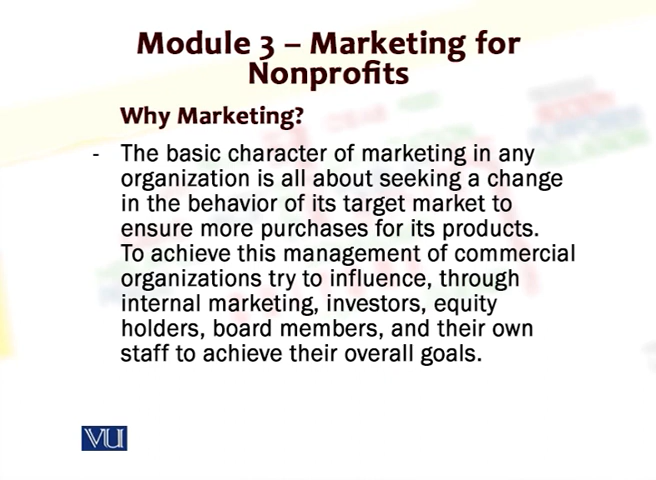 Module 3 – Marketing for
Nonprofits
Why Marketing?
- The basic character of marketing in any
organization is all about seeking a change
in the behavior of its target market to
ensure more purchases for its products.
To achieve this management of commercial
organizations try to influence, through
internal marketing, investors, equity
holders, board members, and their own
staff to achieve their overall goals.
VU